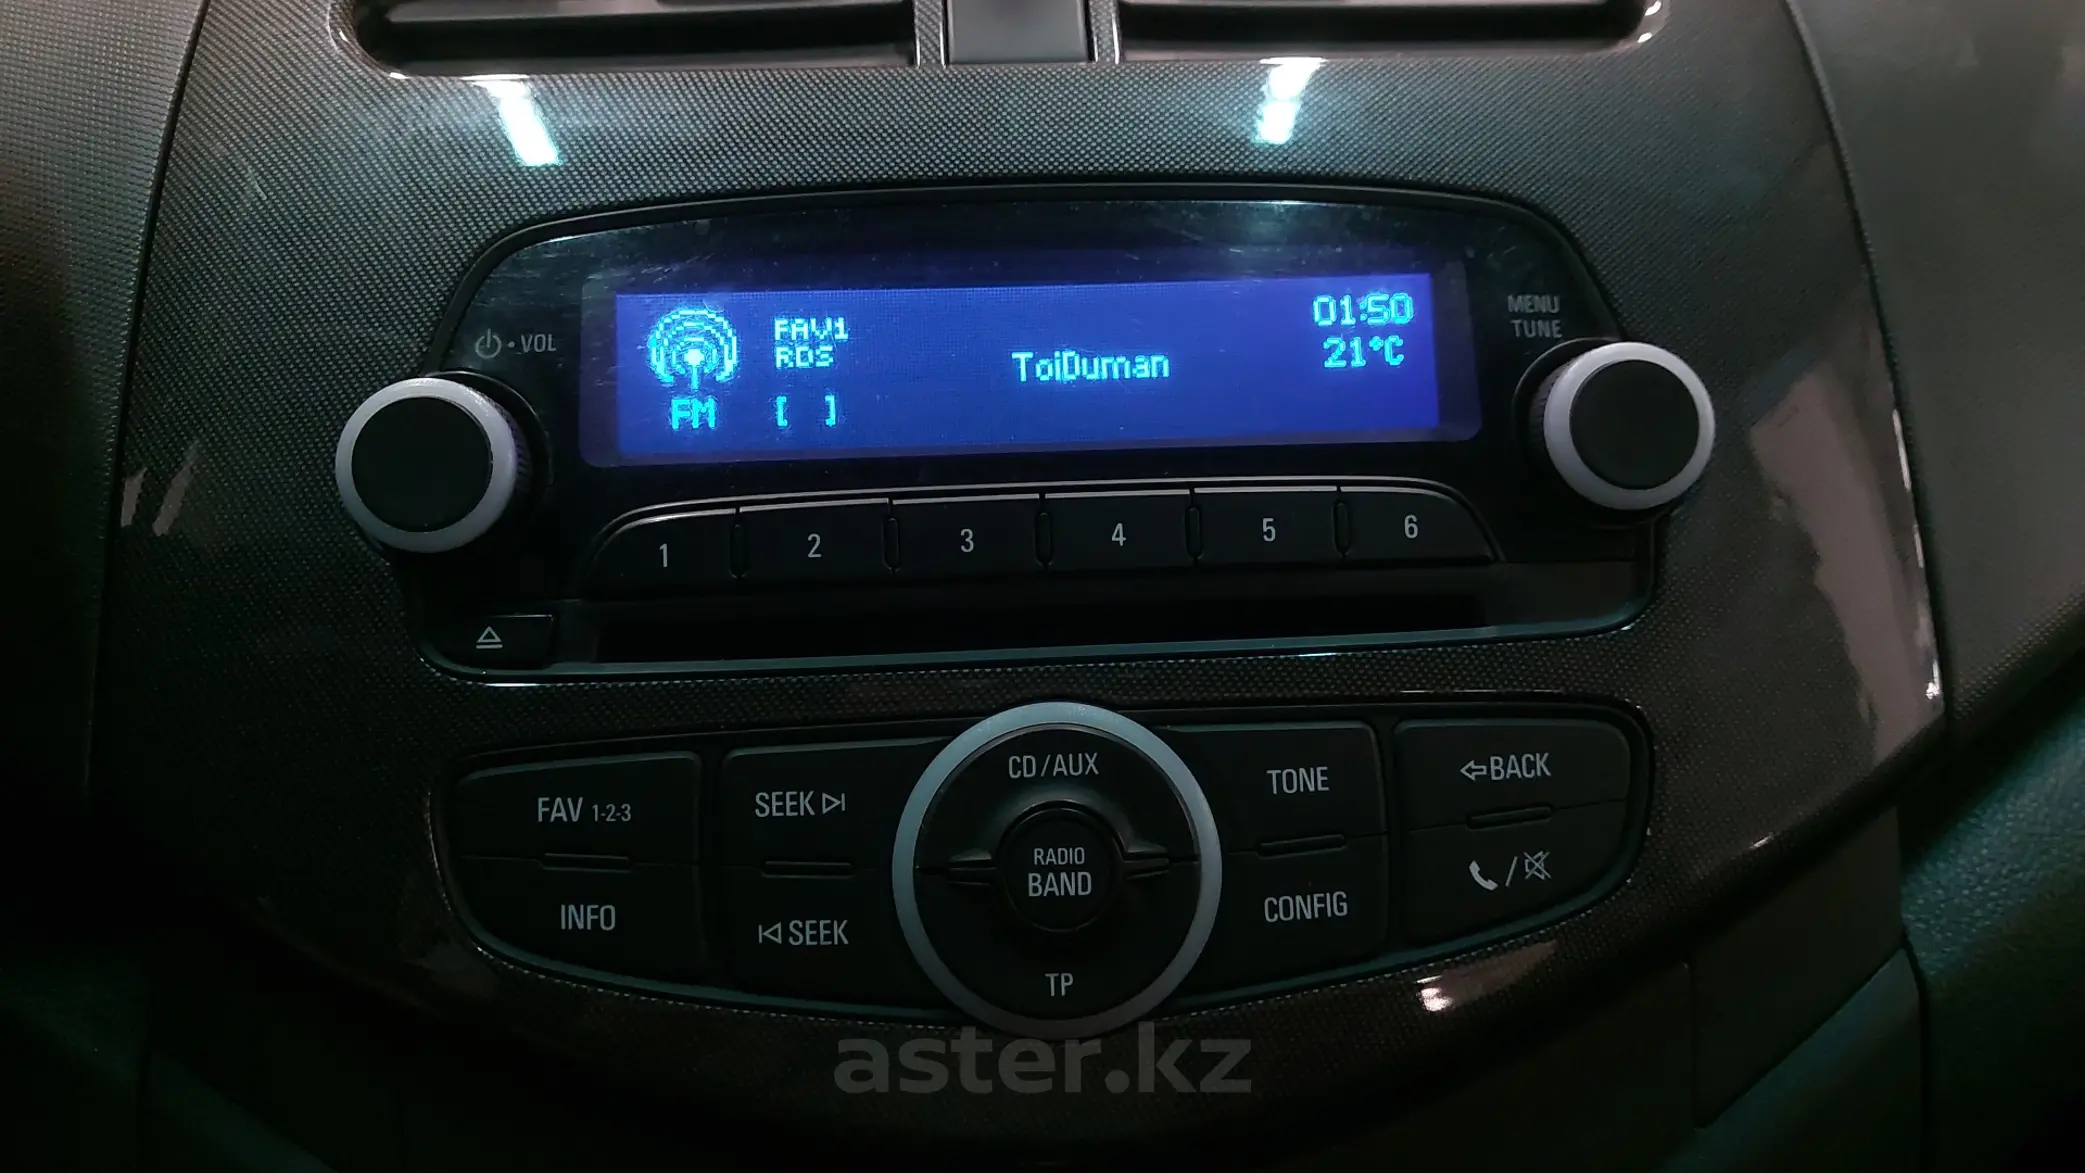 VOL
FAV1
RDS
FM [ ]
ToiDuman
01:50
21°C
MENU
TUNE
1 2 3 4 5 6
CD/AUX
FAV 1-2-3
SEEK
TONE
BACK
RADIO
BAND
INFO
SEEK
CONFIG
/
TP
aster.kz